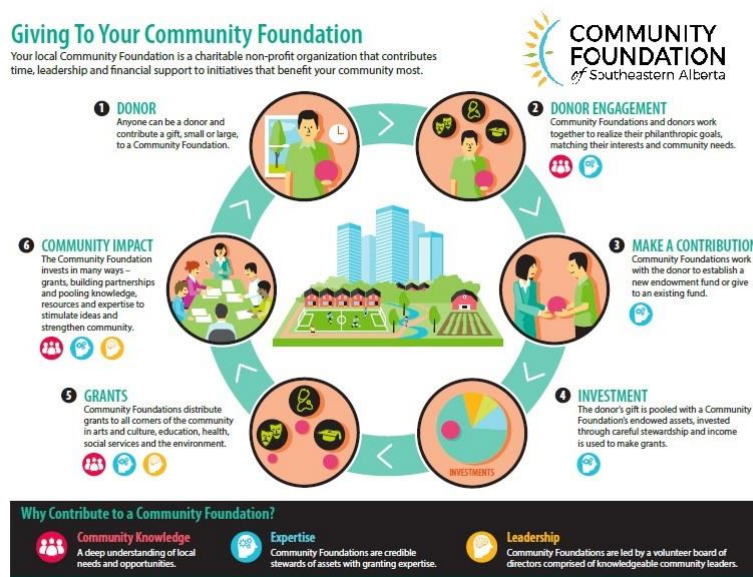 Giving To Your Community Foundation
Your local Community Foundation is a charitable non-profit organization that contributes
time, leadership and financial support to initiatives that benefit your community most.
COMMUNITY
FOUNDATION
of Southeastern Alberta
1 DONOR
Anyone can be a donor and
contribute a gift, small or large,
to a Community Foundation.
2 DONOR ENGAGEMENT
Community Foundations and donors work
together to realize their philanthropic goals,
matching their interests and community needs.
3 MAKE A CONTRIBUTION
Community Foundations work
with the donor to establish a
new endowment fund or give
to an existing fund.
4 INVESTMENT
The donor's gift is pooled with a Community
Foundation's endowed assets, invested
through careful stewardship and income
is used to make grants.
INVESTMENTS
5 GRANTS
Community Foundations distribute
grants to all corners of the community
in arts and culture, education, health,
social services and the environment.
6 COMMUNITY IMPACT
The Community Foundation
invests in many ways –
grants, building partnerships
and pooling knowledge,
resources and expertise to
stimulate ideas and
strengthen community.
Why Contribute to a Community Foundation?
Community Knowledge
A deep understanding of local
needs and opportunities.
Expertise
Community Foundations are credible
stewards of assets with granting expertise.
Leadership
Community Foundations are led by a volunteer board of
directors comprised of knowledgeable community leaders.